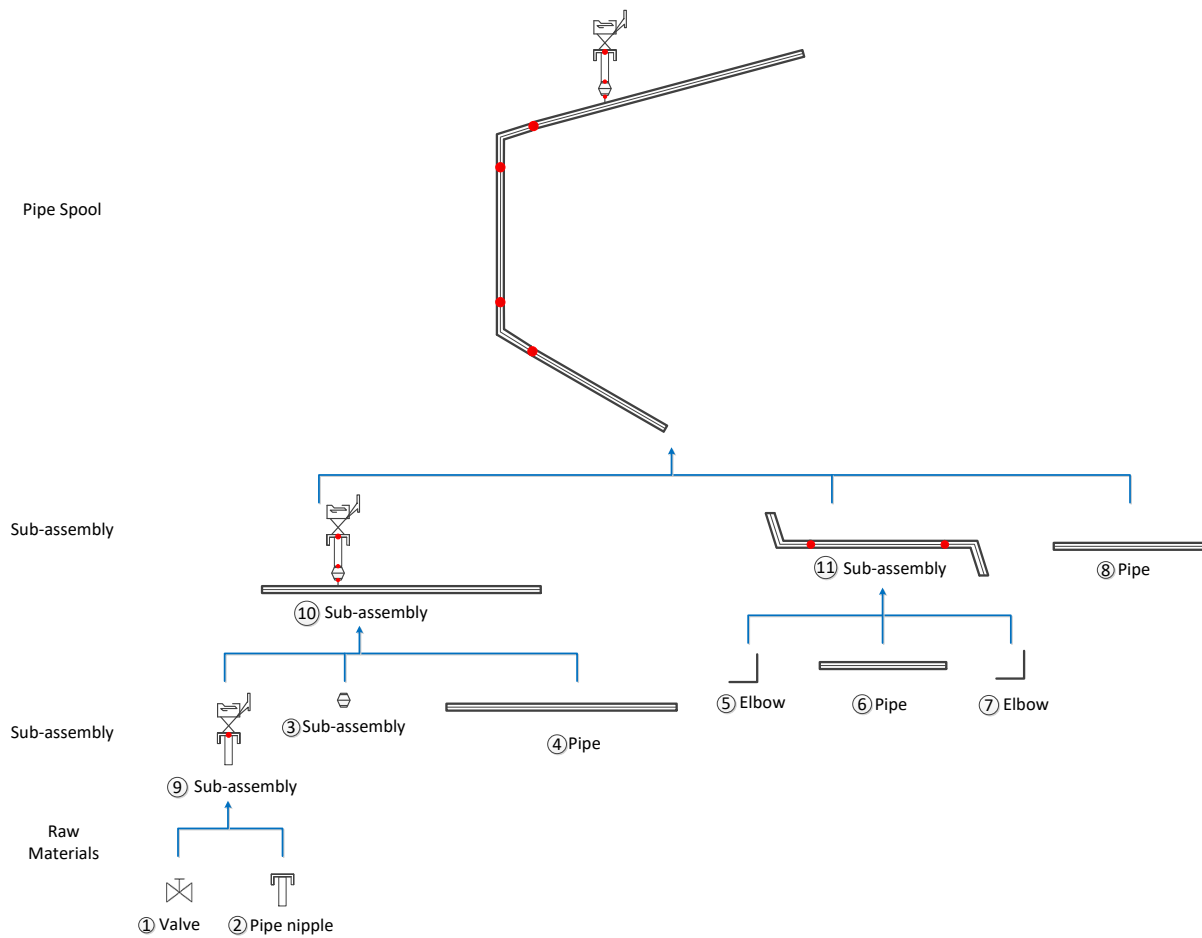 Pipe Spool
Sub-assembly
⑪ Sub-assembly
⑧ Pipe
⑩ Sub-assembly
⑤ Elbow
⑥ Pipe
⑦ Elbow
③ Sub-assembly
Sub-assembly
④ Pipe
⑨ Sub-assembly
Raw
Materials
① Valve
② Pipe nipple